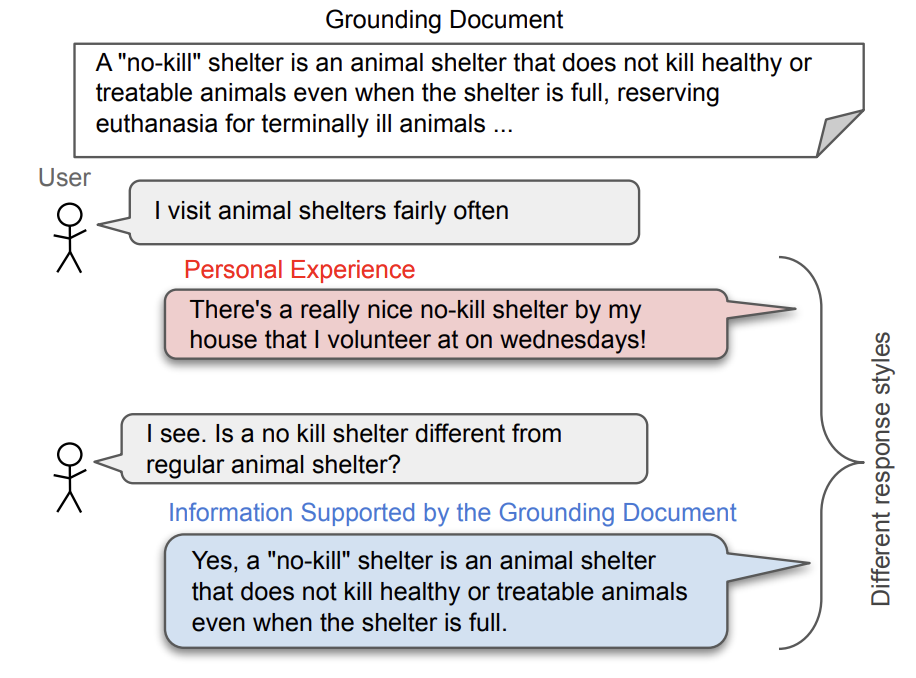 Grounding Document
A "no-kill" shelter is an animal shelter that does not kill healthy or
treatable animals even when the shelter is full, reserving
euthanasia for terminally ill animals ...
User
I visit animal shelters fairly often
Personal Experience
There's a really nice no-kill shelter by my
house that I volunteer at on wednesdays!
I see. Is a no kill shelter different from
regular animal shelter?
Information Supported by the Grounding Document
Yes, a "no-kill" shelter is an animal shelter
that does not kill healthy or treatable animals
even when the shelter is full.
Different response styles